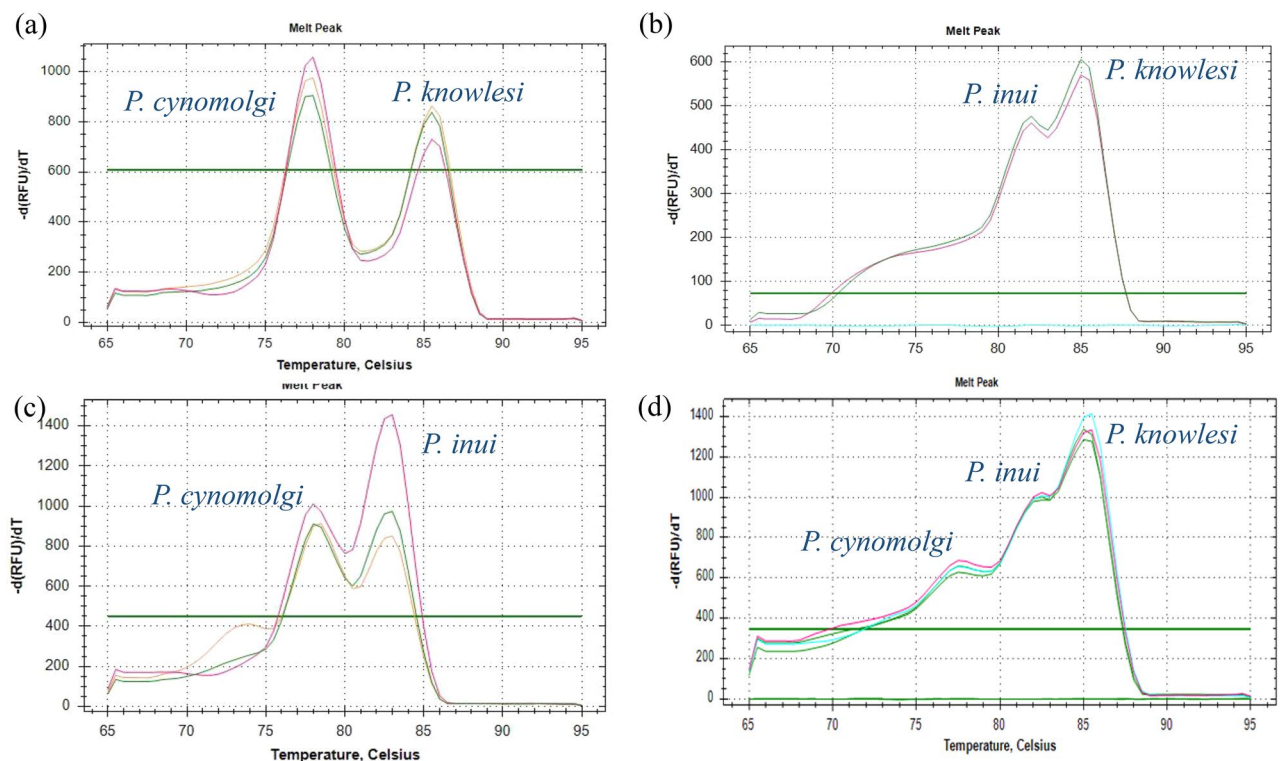 (a)
Melt Peak
P. cynomolgi
P. knowlesi
-d(RFU)/dT
1000
800
600
400
200
0
65 70 75 80 85 90 95
Temperature, Celsius
(b)
Melt Peak
P. inui
P. knowlesi
-d(RFU)/dT
600
500
400
300
200
100
0
65 70 75 80 85 90 95
(c)
Melt Peak
P. cynomolgi
P. inui
-d(RFU)/dT
1400
1200
1000
800
600
400
200
0
65 70 75 80 85 90 95
Temperature, Celsius
(d)
Melt Peak
P. cynomolgi
P. inui
P. knowlesi
-d(RFU)/dT
1400
1200
1000
800
600
400
200
0
65 70 75 80 85 90 95
Temperature, Celsius